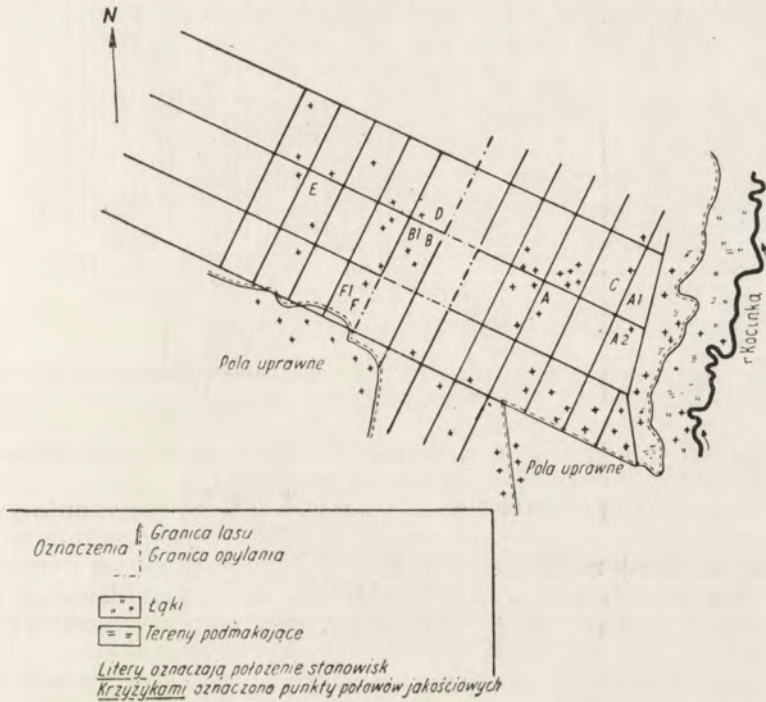 N
E
D
B1 B
F1
F
A
C
A1
A2
r Kocinka
Pola uprawne
Pola uprawne
Oznaczenia
Granica lasu
Granica opylania
Łąki
Tereny podmakające
Litery oznaczają położenie stanowisk
Krzyżykami oznaczono punkty połowów jakościowych